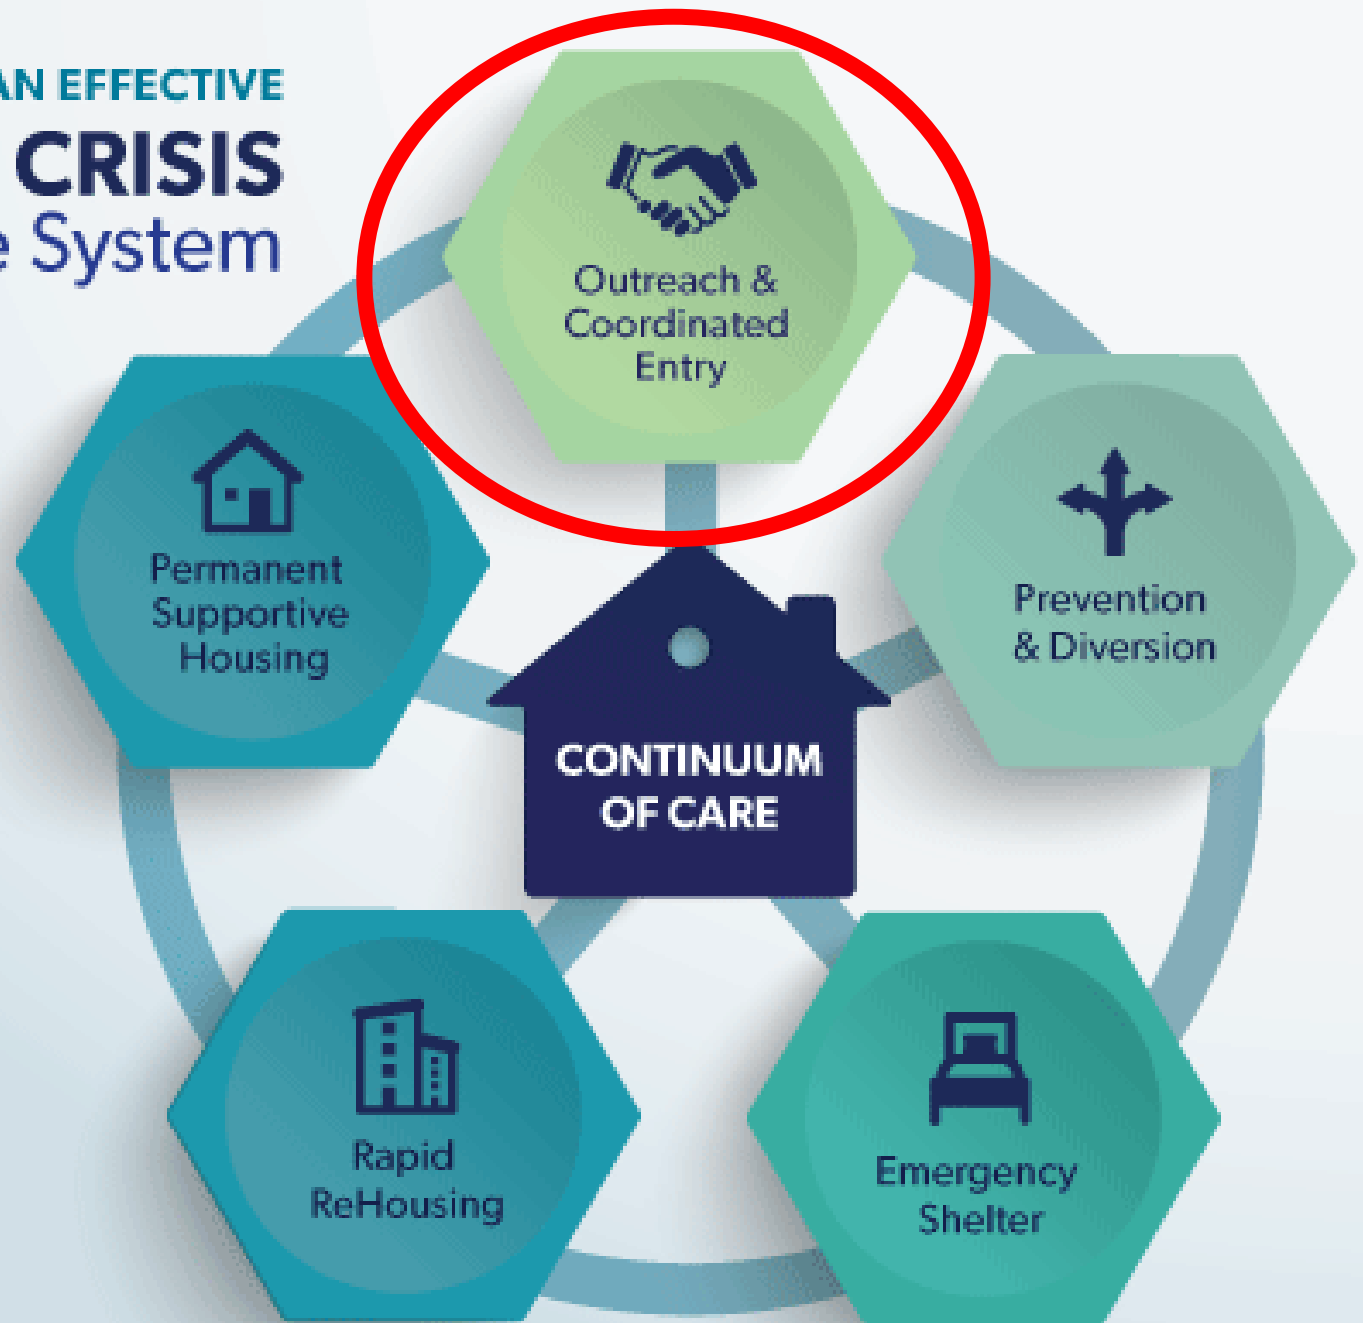 AN EFFECTIVE
CRISIS
e System
Outreach &
Coordinated
Entry
Permanent
Supportive
Housing
Prevention
& Diversion
CONTINUUM
OF CARE
Rapid
ReHousing
Emergency
Shelter